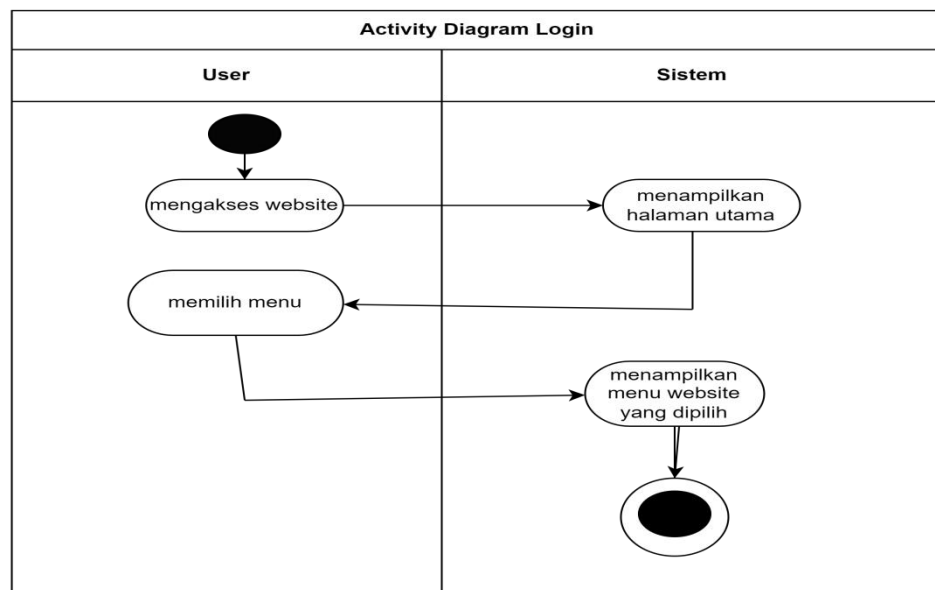 Activity Diagram Login
User
Sistem
mengakses website
menampilkan
halaman utama
memilih menu
menampilkan
menu website
yang dipilih